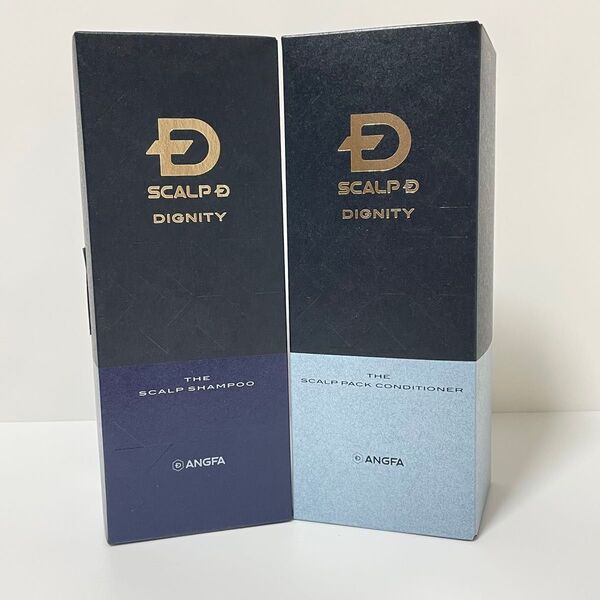 Ð
SCALP Ð
DIGNITY
THE
SCALP SHAMPOO
Ð ANGFA
Ð
SCALP Ð
DIGNITY
THE
SCALP PACK CONDITIONER
Ð ANGFA